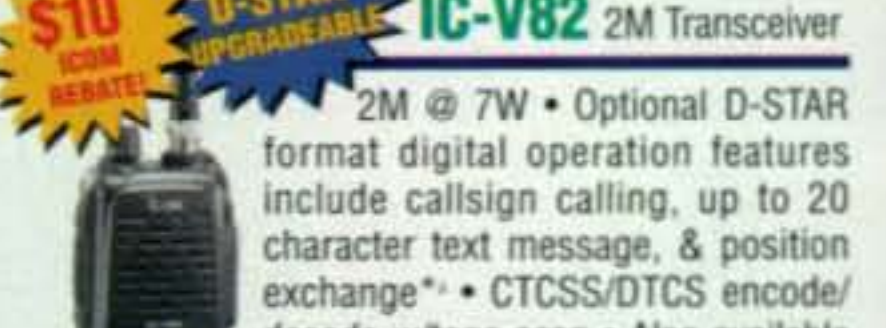 $10
ICOM
REBATE!
D-STAR
UPGRADEABLE
IC-V82 2M Transceiver
2M @ 7W • Optional D-STAR
format digital operation features
include callsign calling, up to 20
character text message, & position
exchange* • CTCSS/DTCS encode/